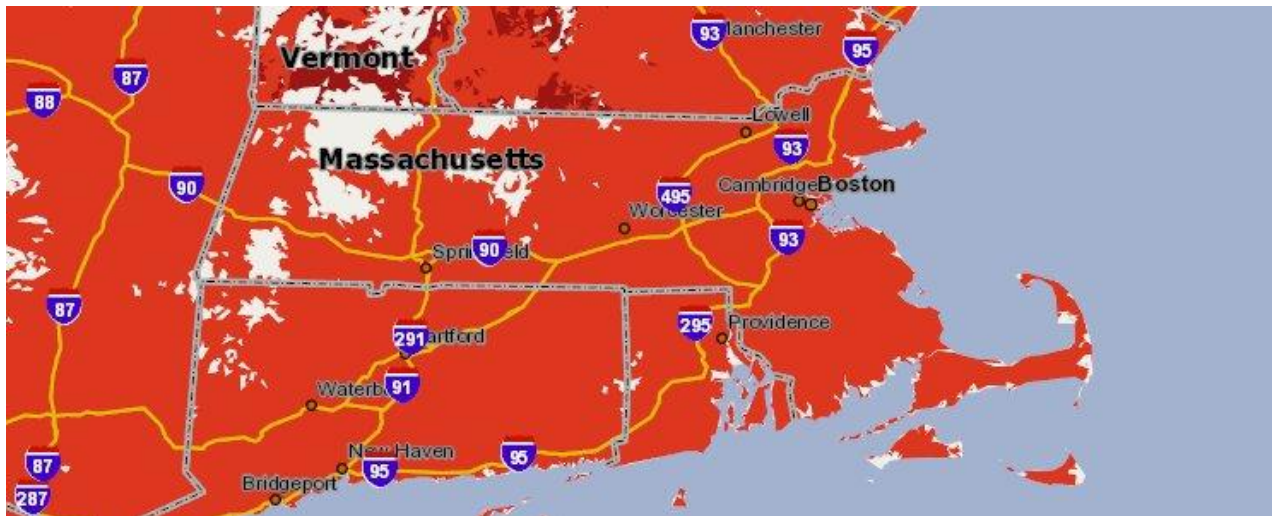 93
Manchester
95
Vermont
87
88
Lowell
93
Massachusetts
90
495
Cambridge
Boston
Worcester
90
93
87
295
Providence
291
91
New Haven
95
95
87
Bridgeport
287